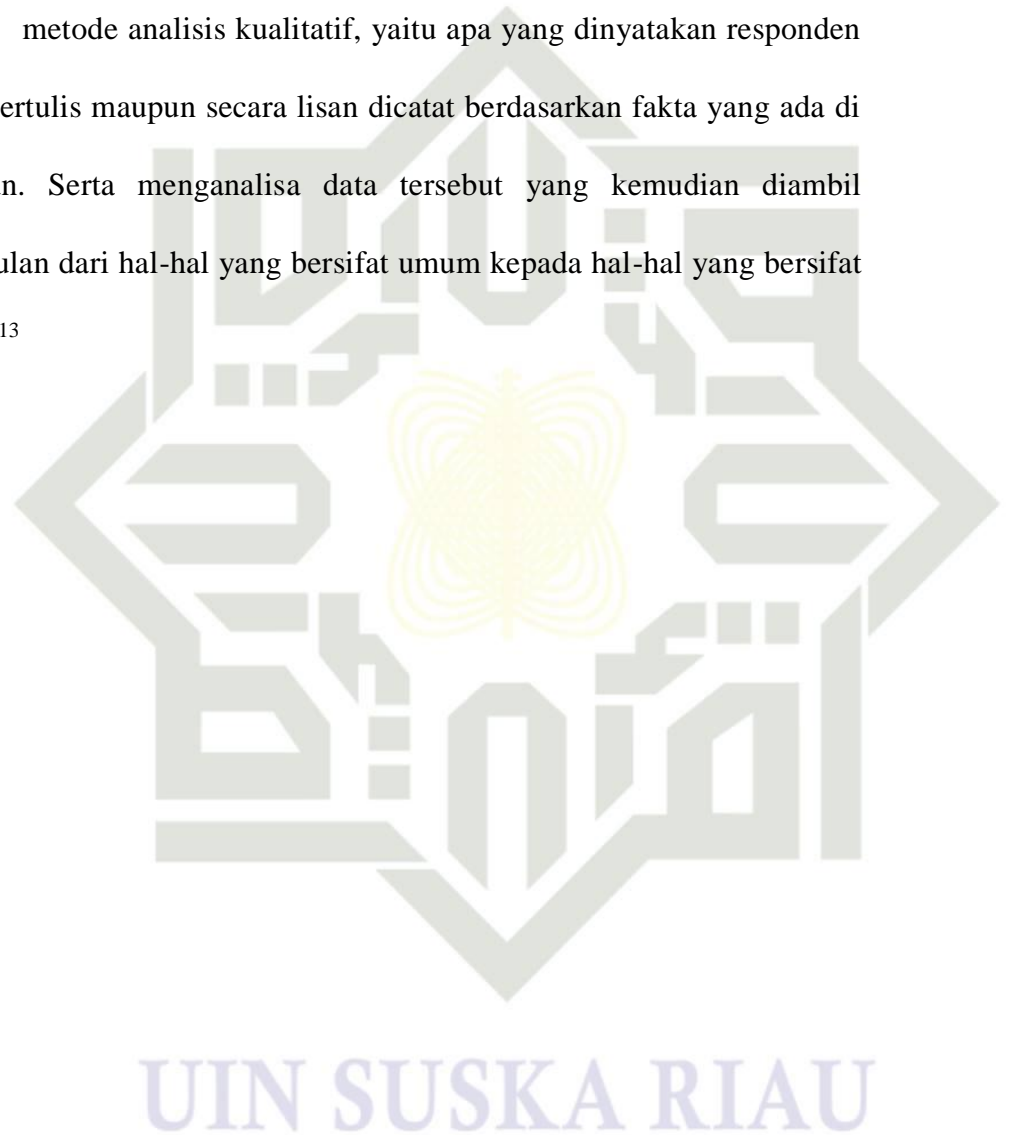 metode analisis kualitatif, yaitu apa yang dinyatakan responden
ertulis maupun secara lisan dicatat berdasarkan fakta yang ada di
n. Serta menganalisa data tersebut yang kemudian diambil
ulan dari hal-hal yang bersifat umum kepada hal-hal yang bersifat
13
UIN SUSKA RIAU